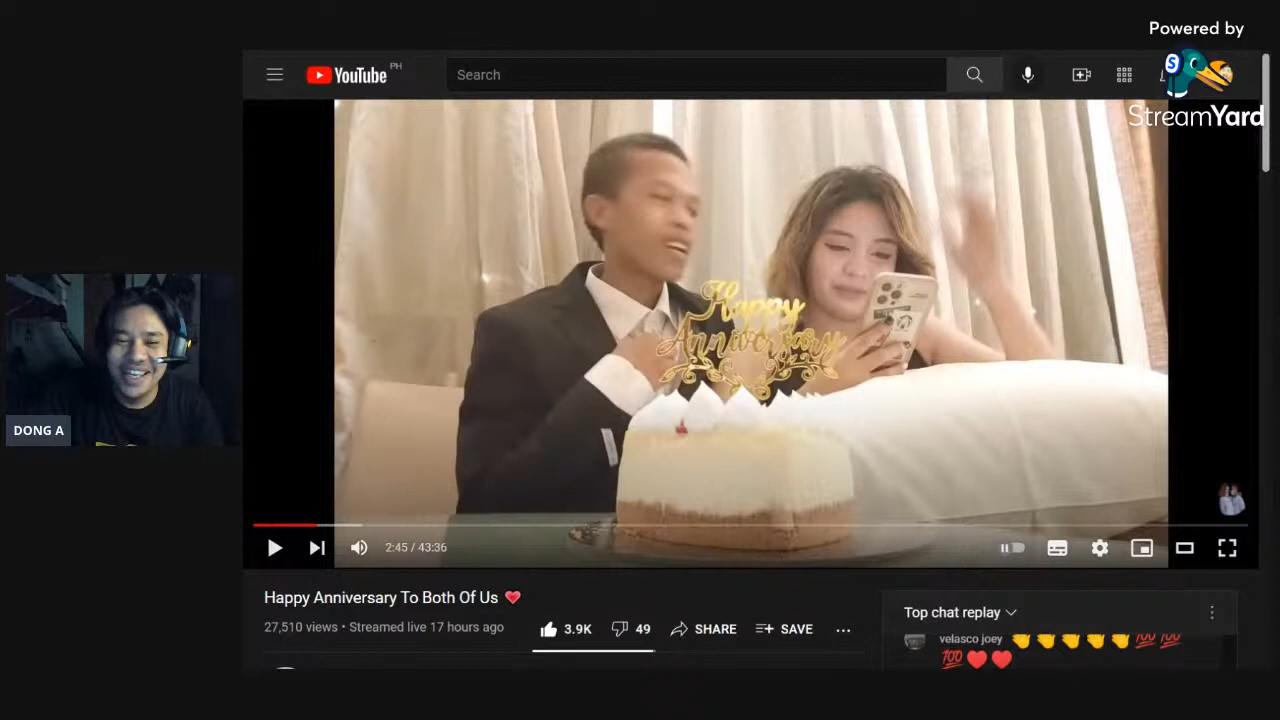 Powered by
StreamYard
YouTube PH
Search
Happy
Anniversary
DONG A
2:45 / 43:36
Happy Anniversary To Both Of Us ❤️
27,510 views • Streamed live 17 hours ago
3.9K
49
SHARE
SAVE
Top chat replay
velasco joey 👏👏👏👏👏💯💯
💯❤️❤️